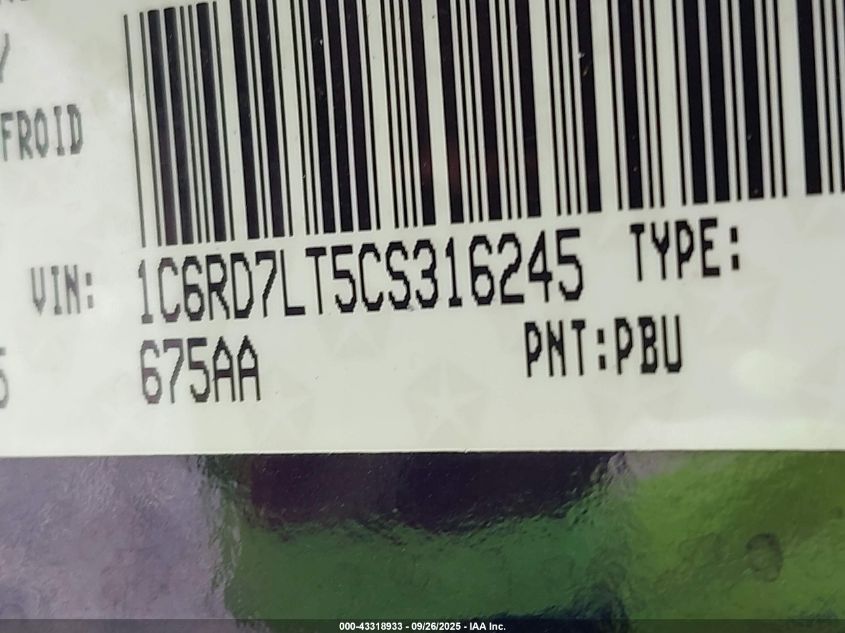 FROID
VIN: 1C6RD7LT5CS316245 TYPE:
675AA PNT:PBU
000-43318933 - 09/26/2025 - IAA Inc.